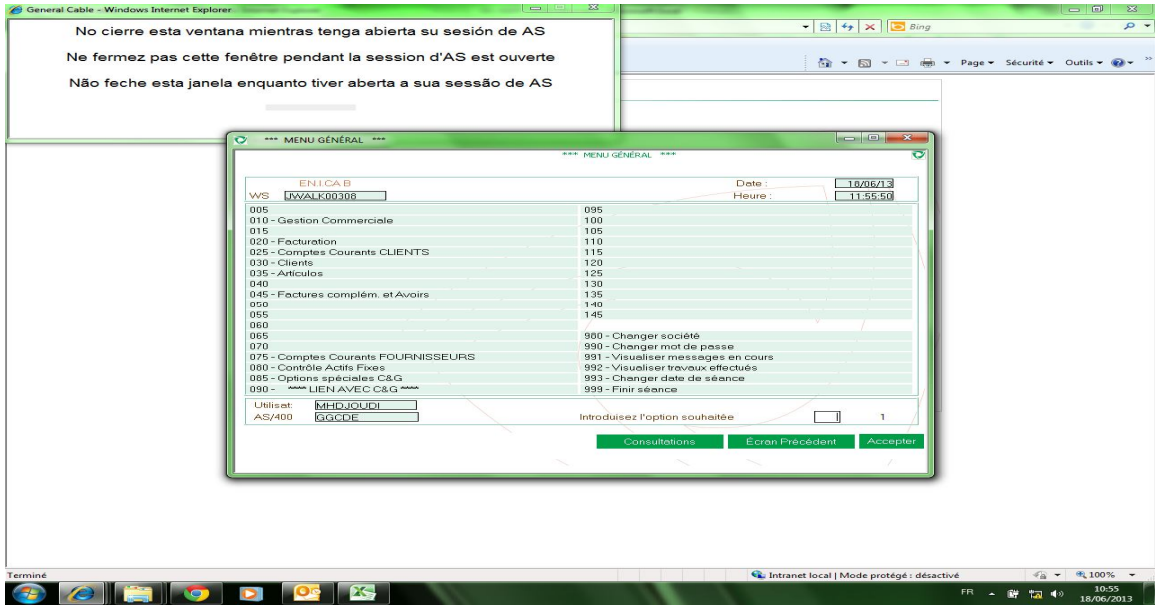 General Cable - Windows Internet Explorer
No cierre esta ventana mientras tenga abierta su sesión de AS
Ne fermez pas cette fenêtre pendant la session d'AS est ouverte
Não feche esta janela enquanto tiver aberta a sua sessão de AS
Bing
Page Sécurité Outils
*** MENU GÉNÉRAL ***
*** MENU GÉNÉRAL ***
EN.I.CA B Date : 18/06/13
WS JWALK00308 Heure : 11:55:50
005 095
010 - Gestion Commerciale 100
015 105
020 - Facturation 110
025 - Comptes Courants CLIENTS 115
030 - Clients 120
035 - Artículos 125
040 130
045 - Factures complém. et Avoirs 135
050 140
055 145
060
065 980 - Changer société
070 990 - Changer mot de passe
075 - Comptes Courants FOURNISSEURS 991 - Visualiser messages en cours
080 - Contrôle Actifs Fixes 992 - Visualiser travaux effectués
085 - Options spéciales C&G 993 - Changer date de séance
090 - **** LIEN AVEC C&G **** 999 - Finir séance
Utilisat: MHDJOUDI
AS/400 GGCDE Introduisez l'option souhaitée 1
Consultations Écran Précédent Accepter
Terminé Intranet local | Mode protégé : désactivé 100%
FR 10:55
18/06/2013